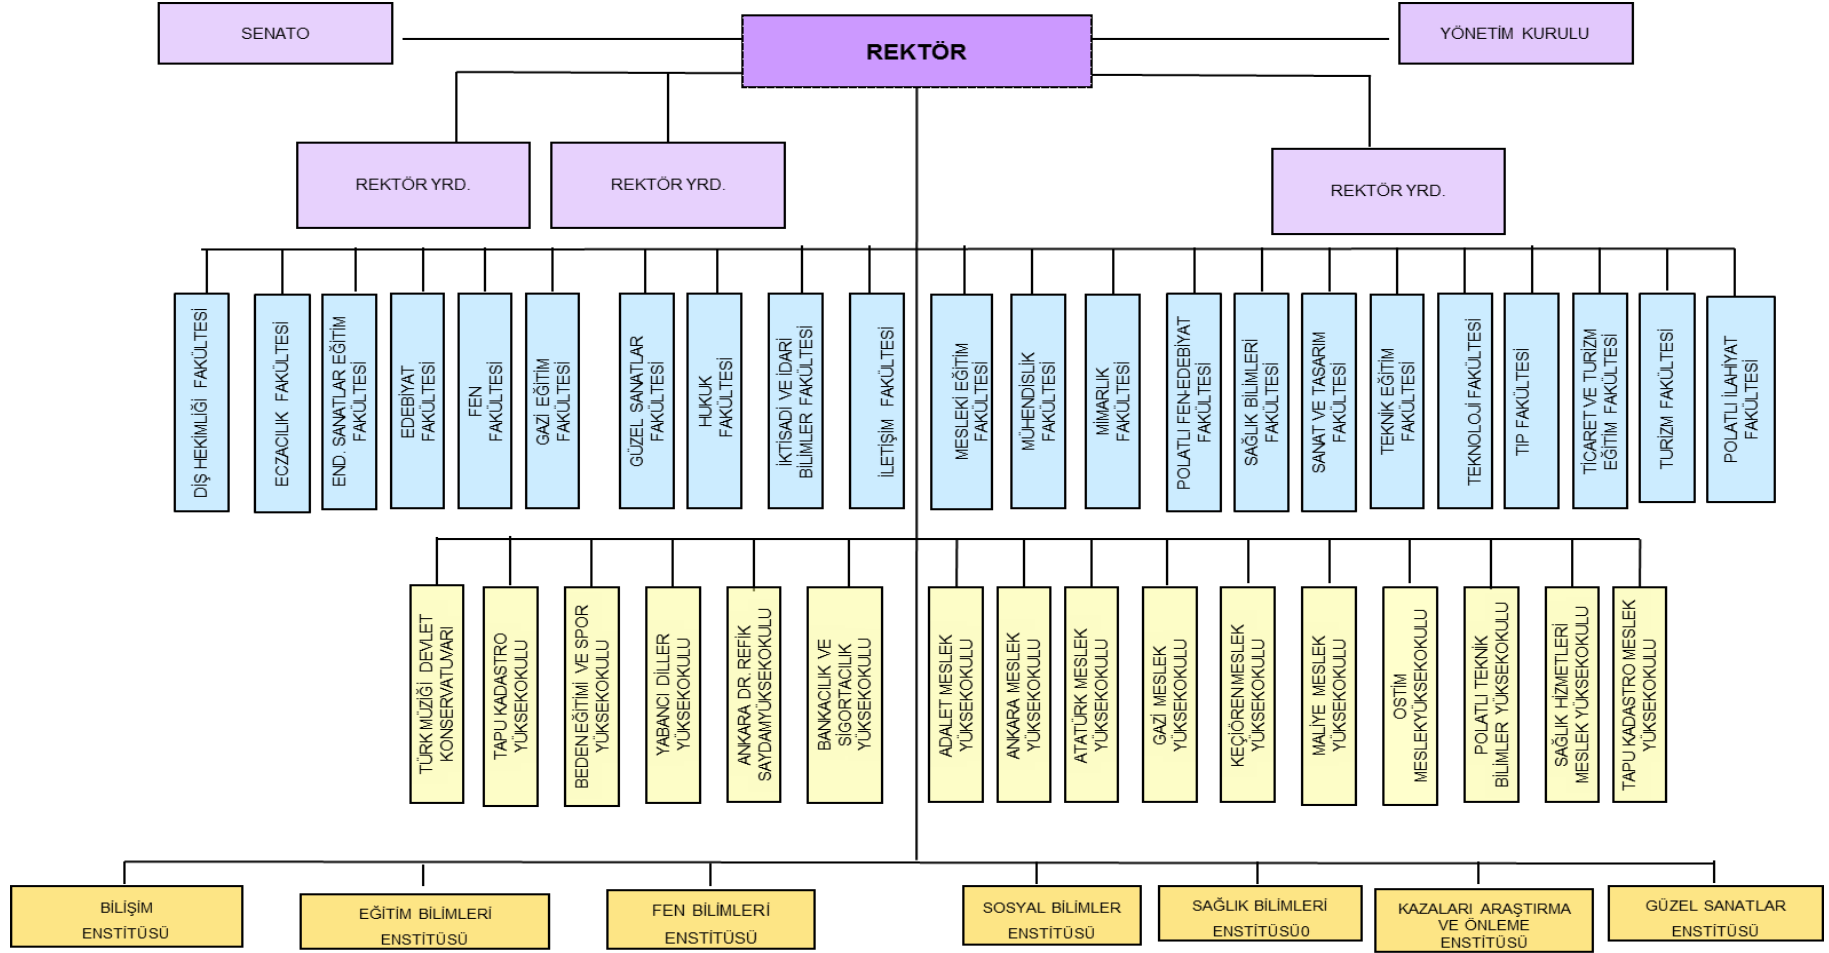 SENATO
REKTÖR
YÖNETİM KURULU
REKTÖR YRD.
REKTÖR YRD.
REKTÖR YRD.
DİŞ HEKİMLİĞİ FAKÜLTESİ
ECZACILIK FAKÜLTESİ
END. SANATLAR EĞİTİM
FAKÜLTESİ
EDEBİYAT
FAKÜLTESİ
FEN
FAKÜLTESİ
GAZİ EĞİTİM
FAKÜLTESİ
GÜZEL SANATLAR
FAKÜLTESİ
HUKUK
FAKÜLTESİ
İKTİSADİ VE İDARİ
BİLİMLER FAKÜLTESİ
İLETİŞİM FAKÜLTESİ
MESLEKİ EĞİTİM
FAKÜLTESİ
MÜHENDİSLİK
FAKÜLTESİ
MİMARLIK
FAKÜLTESİ
POLATLI FEN-EDEBİYAT
FAKÜLTESİ
SAĞLIK BİLİMLERİ
FAKÜLTESİ
SANAT VE TASARIM
FAKÜLTESİ
TEKNİK EĞİTİM
FAKÜLTESİ
TEKNOLOJİ FAKÜLTESİ
TIP FAKÜLTESİ
TİCARET VE TURİZM
EĞİTİM FAKÜLTESİ
TURİZM FAKÜLTESİ
POLATLI İLAHİYAT
FAKÜLTESİ
TÜRK MÜZİĞİ DEVLET
KONSERVATUVARI
TAPU KADASTRO
YÜKSEKOKULU
BEDEN EĞİTİMİ VE SPOR
YÜKSEKOKULU
YABANCI DİLLER
YÜKSEKOKULU
ANKARA DR. REFİK
SAYDAMYÜKSEKOKULU
BANKACILIK VE
SİGORTACILIK
YÜKSEKOKULU
ADALET MESLEK
YÜKSEKOKULU
ANKARA MESLEK
YÜKSEKOKULU
ATATÜRK MESLEK
YÜKSEKOKULU
GAZİ MESLEK
YÜKSEKOKULU
KEÇİÖREN MESLEK
YÜKSEKOKULU
MALİYE MESLEK
YÜKSEKOKULU
OSTİM
MESLEKYÜKSEKOKULU
POLATLI TEKNİK
BİLİMLER YÜKSEKOKULU
SAĞLIK HİZMETLERİ
MESLEK YÜKSEKOKULU
TAPU KADASTRO MESLEK
YÜKSEKOKULU
BİLİŞİM
ENSTİTÜSÜ
EĞİTİM BİLİMLERİ
ENSTİTÜSÜ
FEN BİLİMLERİ
ENSTİTÜSÜ
SOSYAL BİLİMLER
ENSTİTÜSÜ
SAĞLIK BİLİMLERİ
ENSTİTÜSÜ0
KAZALARI ARAŞTIRMA
VE ÖNLEME
ENSTİTÜSÜ
GÜZEL SANATLAR
ENSTİTÜSÜ